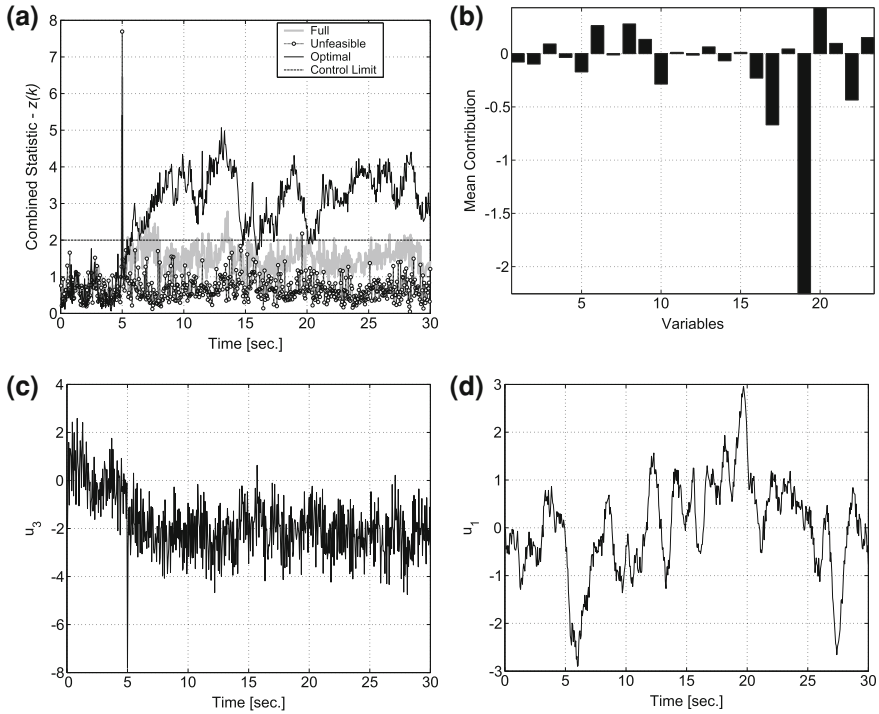 (a)
8
7
6
5
4
3
2
1
0
Combined Statistic - z(k)
Full
Unfeasible
Optimal
Control Limit
0 5 10 15 20 25 30
Time [sec.]
(b)
0
-0.5
-1
-1.5
-2
Mean Contribution
5 10 15 20
Variables
(c)
4
2
0
-2
-4
-6
-8
u3
0 5 10 15 20 25 30
Time [sec.]
(d)
3
2
1
0
-1
-2
-3
u1
0 5 10 15 20 25 30
Time [sec.]